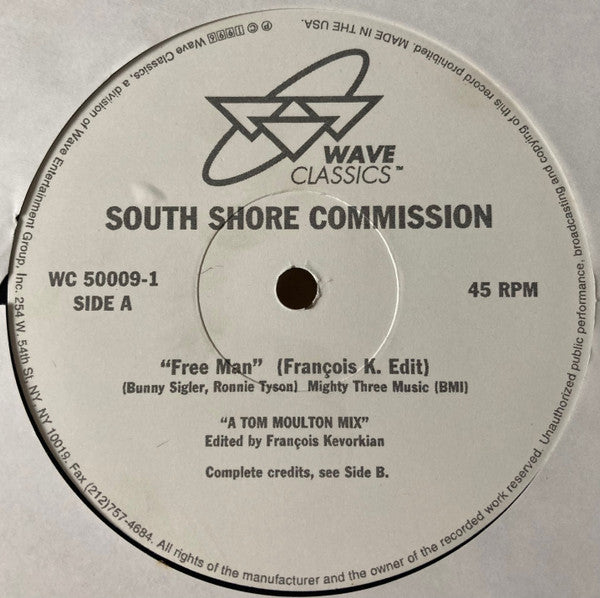 WAVE
CLASSICS™
SOUTH SHORE COMMISSION
WC 50009-1
SIDE A
45 RPM
"Free Man" (François K. Edit)
(Bunny Sigler, Ronnie Tyson) Mighty Three Music (BMI)
"A TOM MOULTON MIX"
Edited by François Kevorkian
Complete credits, see Side B.
℗ © 1996 Wave Classics, a division of Wave Entertainment Group, Inc. 254 W. 54th St. NY, NY 10019. Fax (212)757-4684. All rights of the manufacturer and the owner of the recorded work reserved. Unauthorized public performance, broadcasting and copying of this record prohibited. MADE IN THE USA.